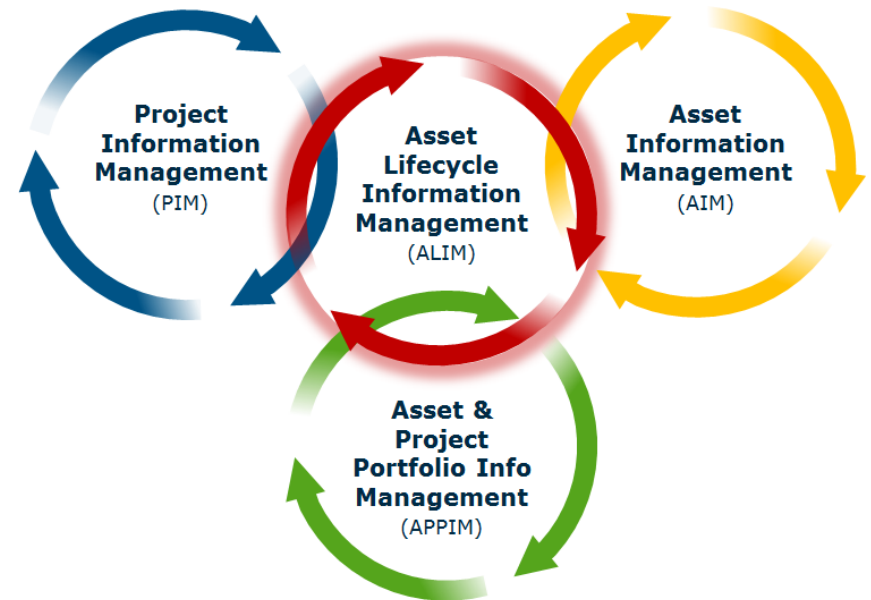 Project
Information
Management
(PIM)
Asset
Lifecycle
Information
Management
(ALIM)
Asset
Information
Management
(AIM)
Asset &
Project
Portfolio Info
Management
(APPIM)